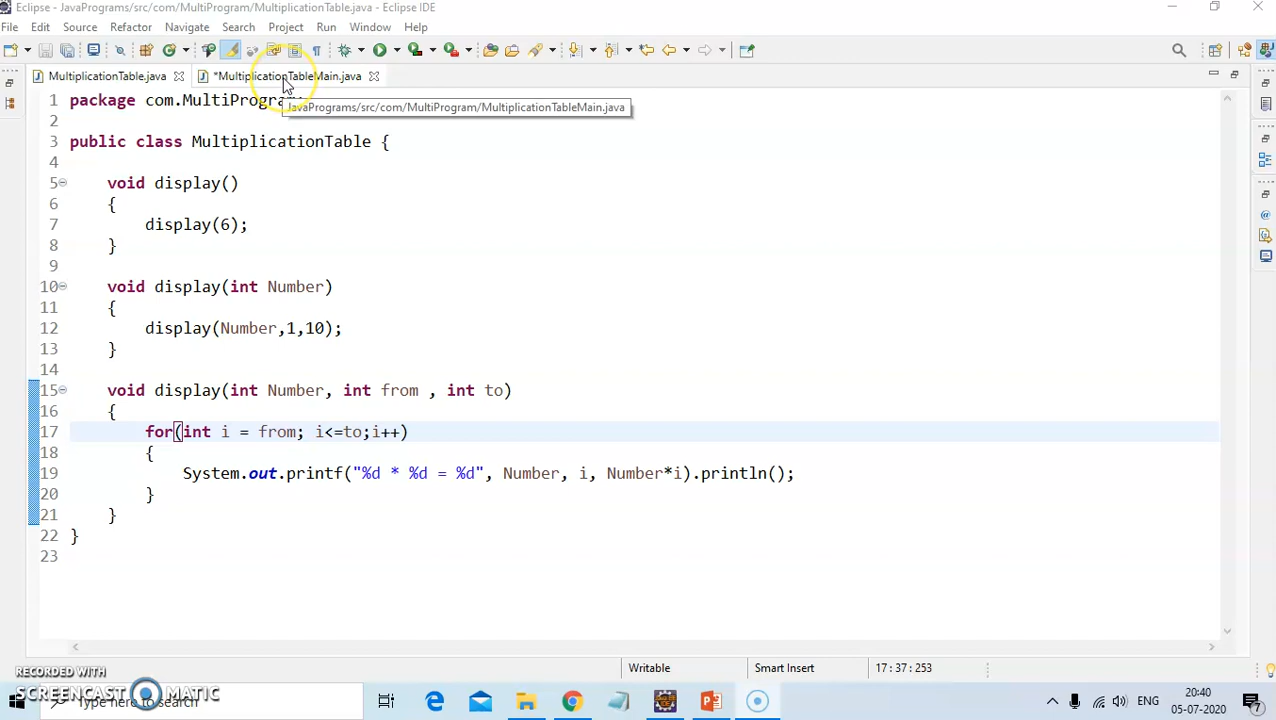 Eclipse - JavaPrograms/src/com/MultiProgram/MultiplicationTable.java - Eclipse IDE
File Edit Source Refactor Navigate Search Project Run Window Help
MultiplicationTable.java *MultiplicationTableMain.java
1 package com.MultiProgram
JavaPrograms/src/com/MultiProgram/MultiplicationTableMain.java
2
3 public class MultiplicationTable {
4
5 void display()
6 {
7 display(6);
8 }
9
10 void display(int Number)
11 {
12 display(Number,1,10);
13 }
14
15 void display(int Number, int from , int to)
16 {
17 for(int i = from; i<=to;i++)
18 {
19 System.out.printf("%d * %d = %d", Number, i, Number*i).println();
20 }
21 }
22 }
23
Writable Smart Insert 17 : 37 : 253
RECORDED WITH
SCREENCAST MATIC
Type here to search
ENG
20:40
05-07-2020
7